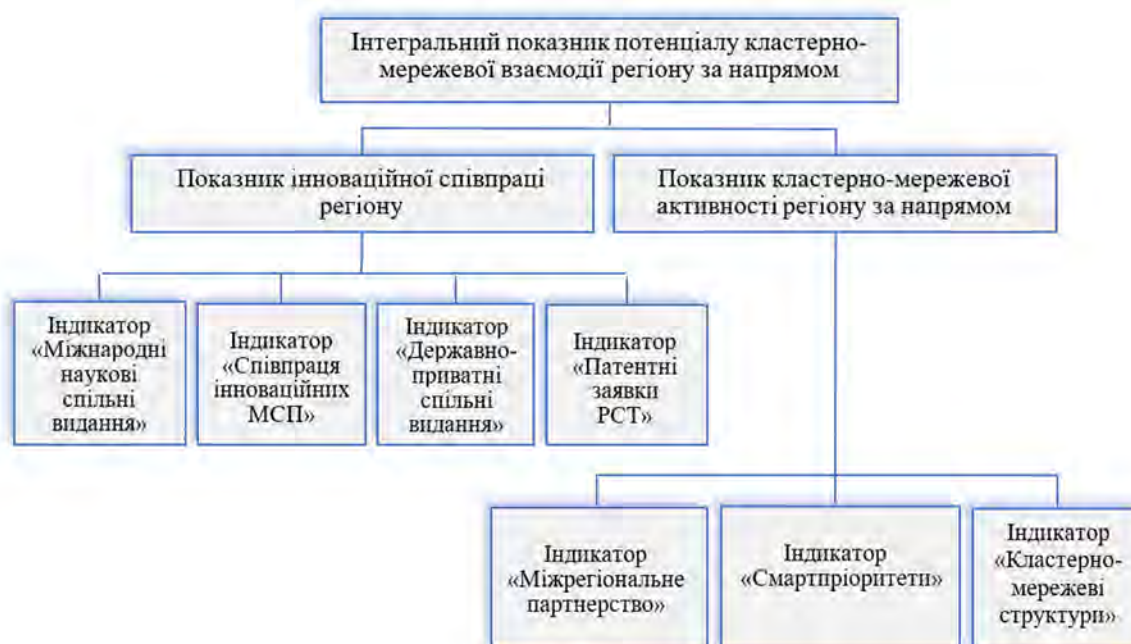 Інтегральний показник потенціалу кластерно-
мережевої взаємодії регіону за напрямом
Показник інноваційної співпраці
регіону
Показник кластерно-мережевої
активності регіону за напрямом
Індикатор
«Міжнародні
наукові
спільні
видання»
Індикатор
«Співпраця
інноваційних
МСП»
Індикатор
«Державно-
приватні
спільні
видання»
Індикатор
«Патентні
заявки
РСТ»
Індикатор
«Міжрегіональне
партнерство»
Індикатор
«Смартпріоритети»
Індикатор
«Кластерно-
мережеві
структури»